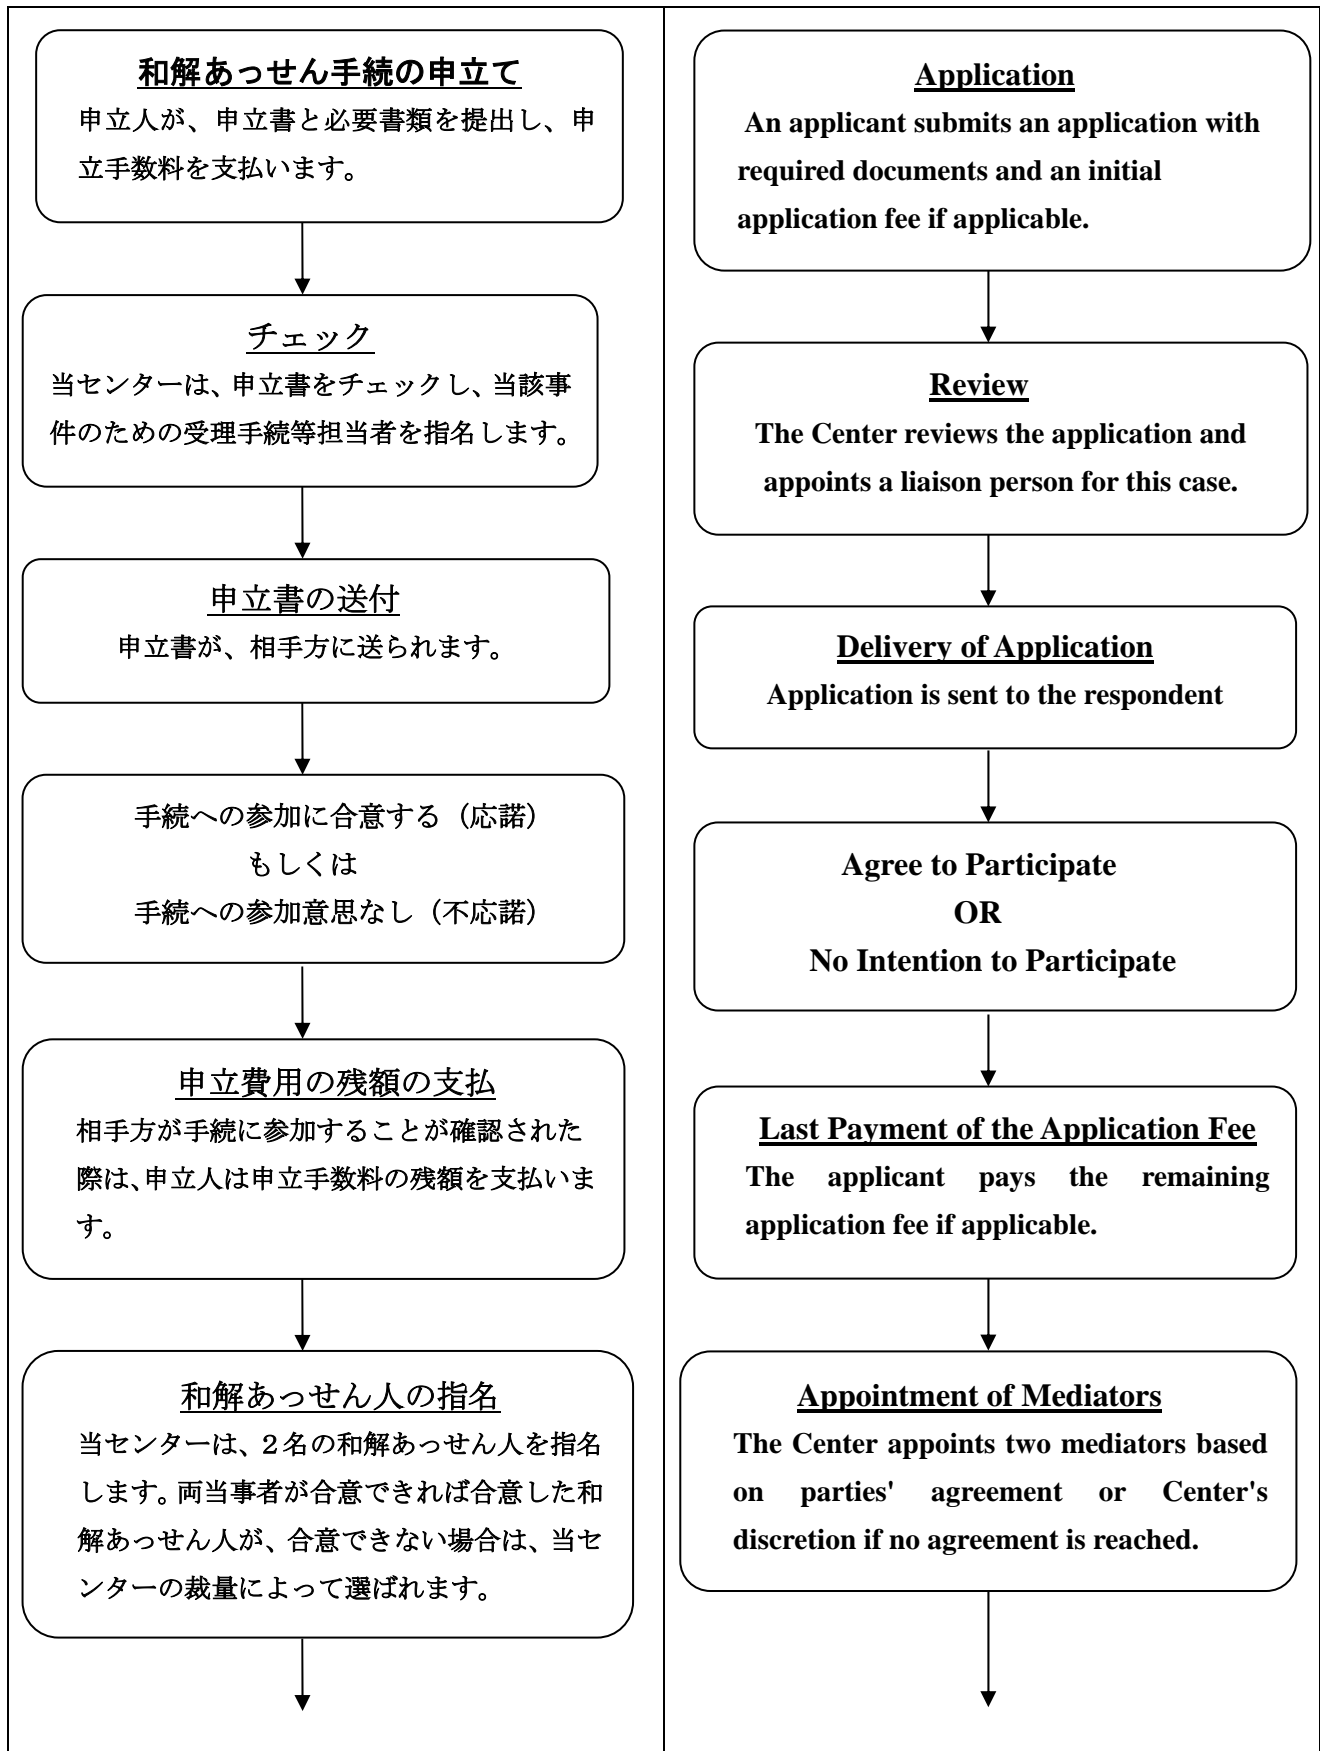 和解あっせん手続の申立て
申立人が、申立書と必要書類を提出し、申
立手数料を支払います。
チェック
当センターは、申立書をチェックし、当該事
件のための受理手続等担当者を指名します。
申立書の送付
申立書が、相手方に送られます。
手続への参加に合意する（応諾）
もしくは
手続への参加意思なし（不応諾）
申立費用の残額の支払
相手方が手続に参加することが確認された
際は、申立人は申立手数料の残額を支払いま
す。
和解あっせん人の指名
当センターは、２名の和解あっせん人を指名
します。両当事者が合意できれば合意した和
解あっせん人が、合意できない場合は、当セ
ンターの裁量によって選ばれます。
Application
An applicant submits an application with
required documents and an initial
application fee if applicable.
Review
The Center reviews the application and
appoints a liaison person for this case.
Delivery of Application
Application is sent to the respondent
Agree to Participate
OR
No Intention to Participate
Last Payment of the Application Fee
The applicant pays the remaining
application fee if applicable.
Appointment of Mediators
The Center appoints two mediators based
on parties' agreement or Center's
discretion if no agreement is reached.